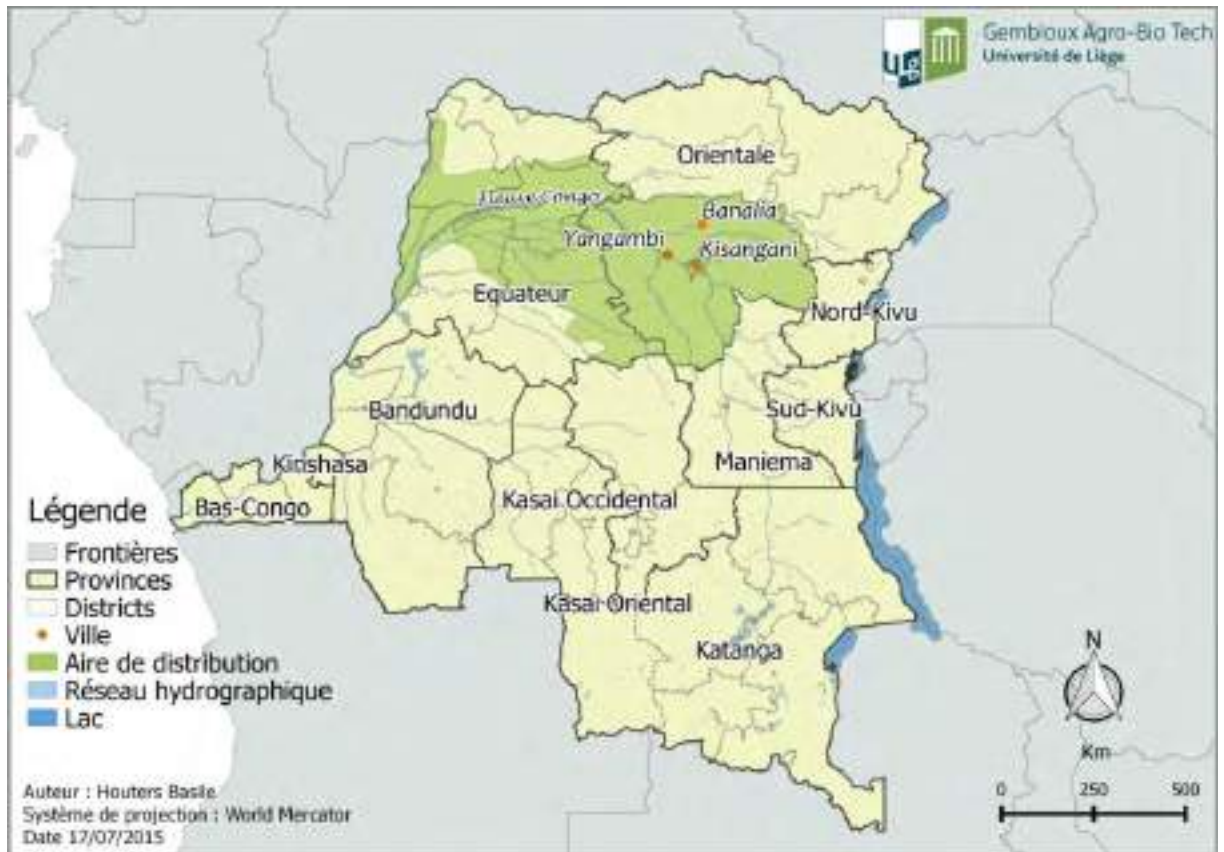 Gembloux Agro-Bio Tech
Université de Liège
Orientale
Banalia
Yangambi
Kisangani
Equateur
Nord-Kivu
Bandundu
Sud-Kivu
Maniema
Kinshasa
Bas-Congo
Kasaï Occidental
Kasaï Oriental
Katanga
Légende
Frontières
Provinces
Districts
Ville
Aire de distribution
Réseau hydrographique
Lac
N
Km
0 250 500
Auteur : Houters Basile
Système de projection : World Mercator
Date 17/07/2015